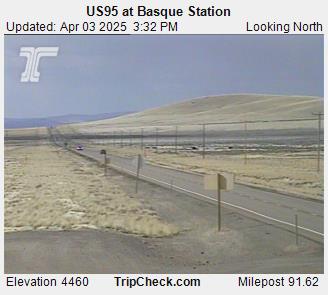 US95 at Basque Station
Updated: Apr 03 2025 3:32 PM Looking North
Elevation 4460 TripCheck.com Milepost 91.62